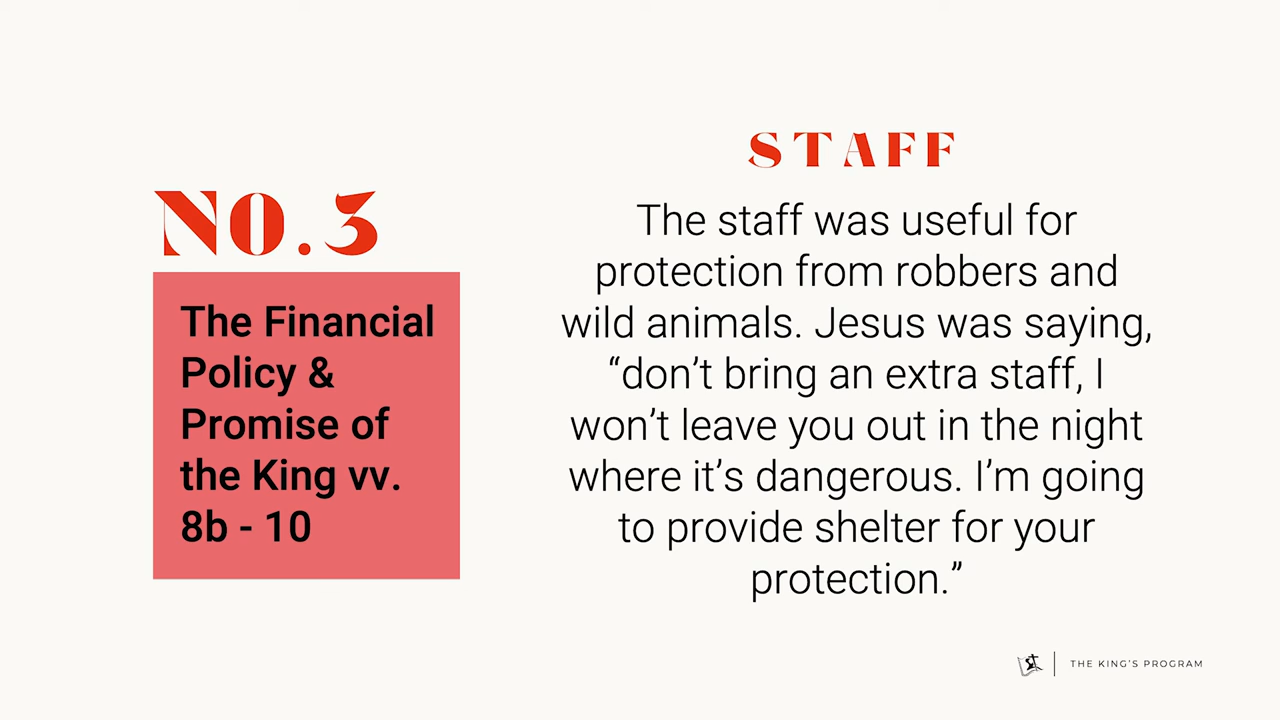 NO.3
The Financial
Policy &
Promise of
the King vv.
8b - 10
STAFF
The staff was useful for
protection from robbers and
wild animals. Jesus was saying,
“don’t bring an extra staff, I
won’t leave you out in the night
where it’s dangerous. I’m going
to provide shelter for your
protection.”
THE KING’S PROGRAM